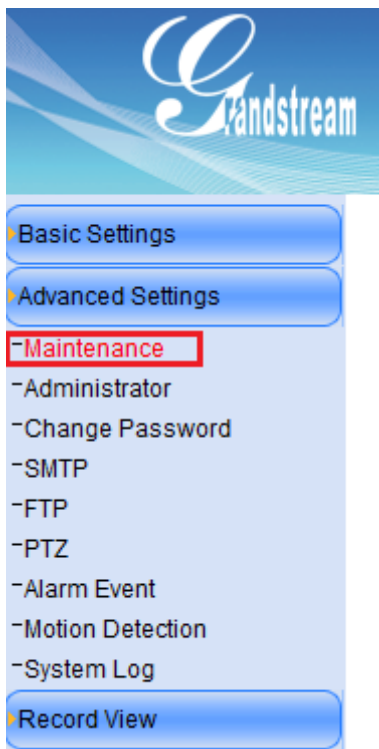 Grandstream
Basic Settings
Advanced Settings
Maintenance
Administrator
Change Password
SMTP
FTP
PTZ
Alarm Event
Motion Detection
System Log
Record View